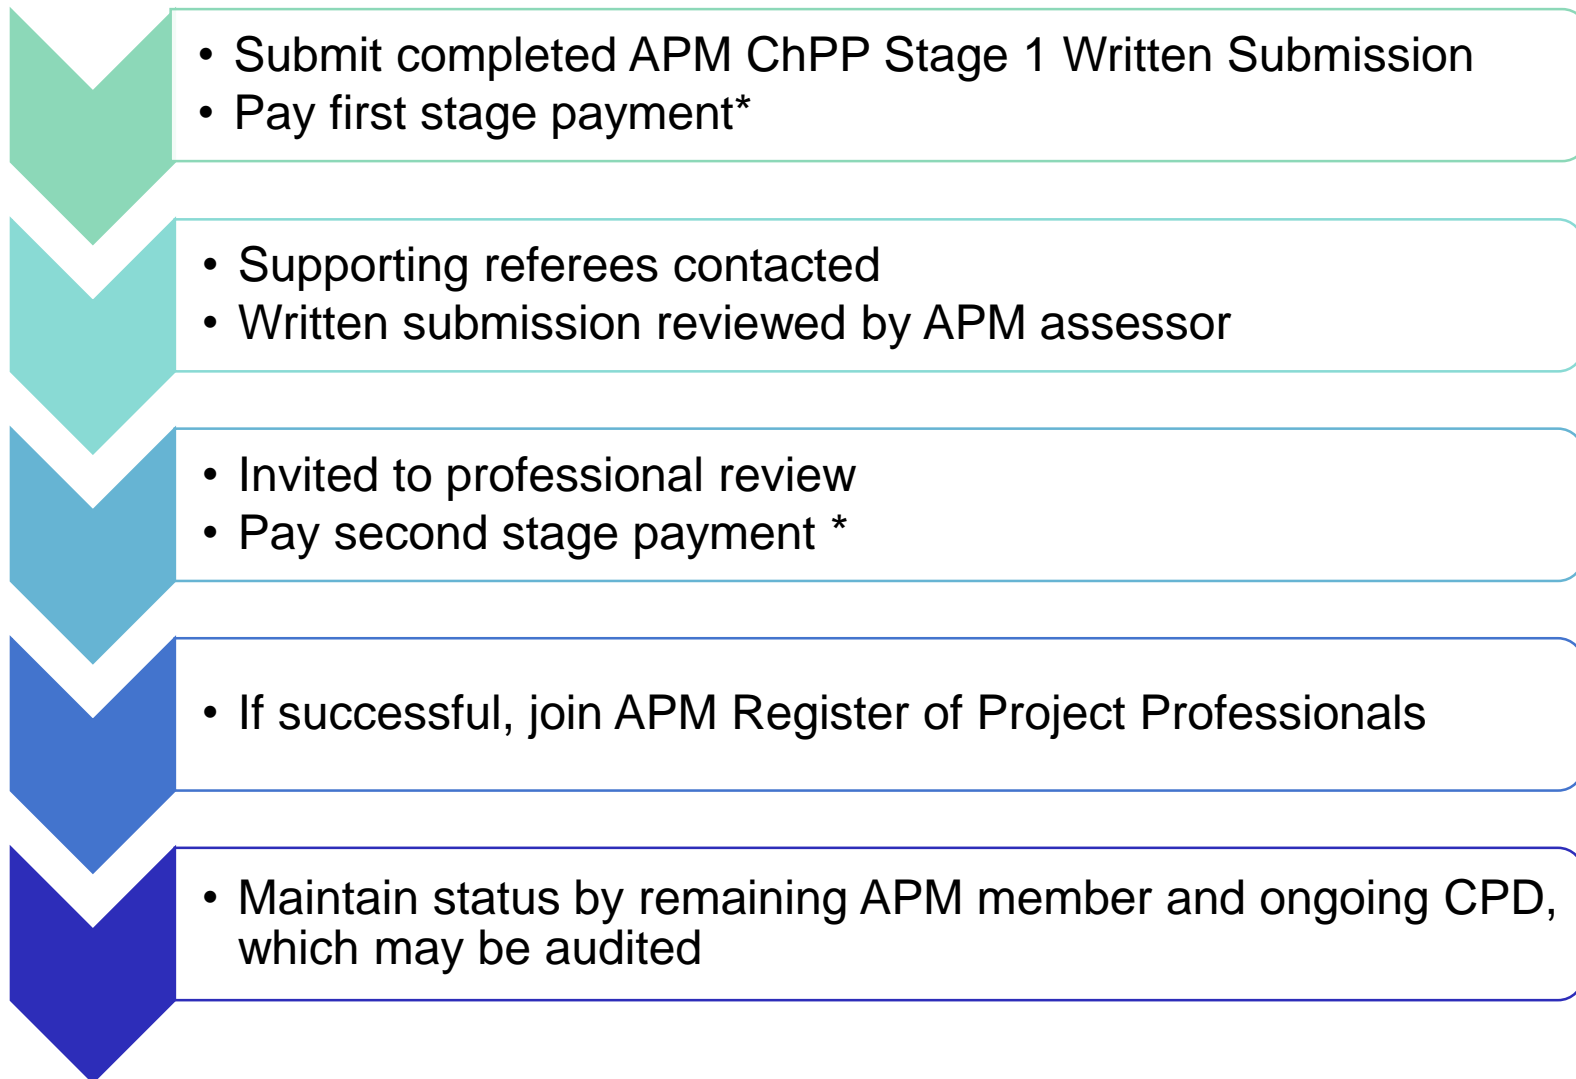 • Submit completed APM ChPP Stage 1 Written Submission
• Pay first stage payment*
• Supporting referees contacted
• Written submission reviewed by APM assessor
• Invited to professional review
• Pay second stage payment *
• If successful, join APM Register of Project Professionals
• Maintain status by remaining APM member and ongoing CPD,
which may be audited